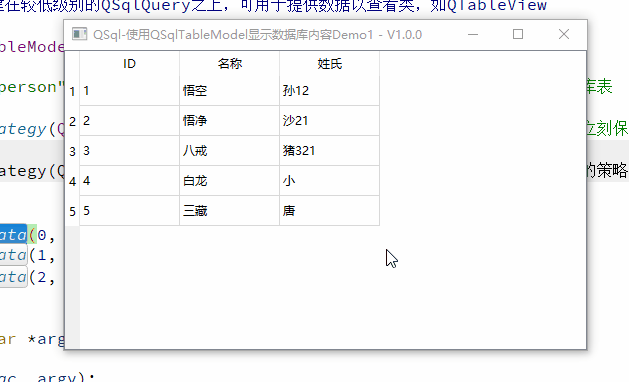 在较低级别的QSqlQuery之上，可用于提供数据以查看类，如QTableView
QSql-使用QSqlTableModel显示数据库内容Demo1 - V1.0.0
ID 名称 姓氏
1 1 悟空 孙12
2 2 悟净 沙21
3 3 八戒 猪321
4 4 白龙 小
5 5 三藏 唐
ableMode
person" 库表
ategy(Q 立刻保
ategy(Q 的策略
ata(0,
ata(1,
ata(2,
ar *arg
gc, argv);